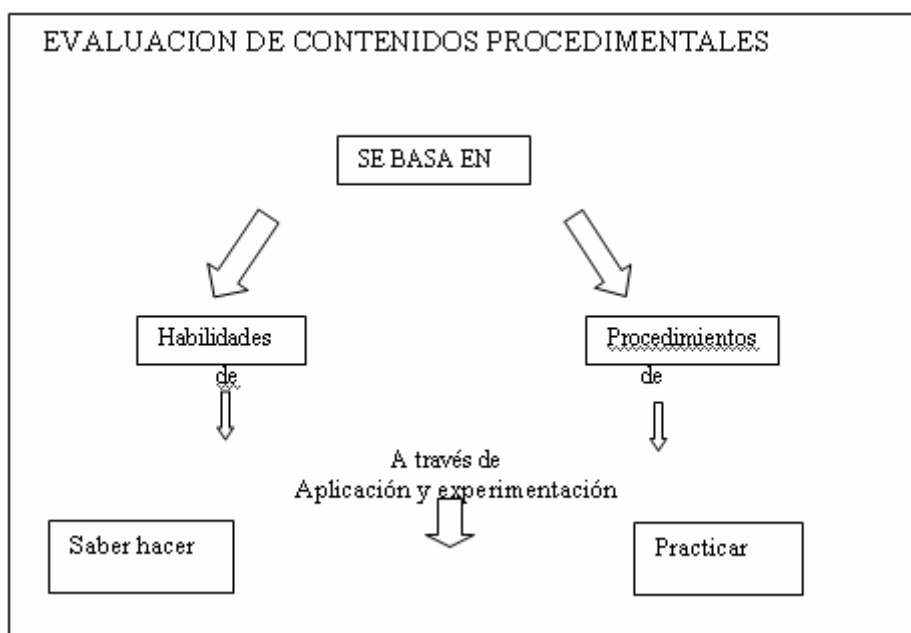 EVALUACION DE CONTENIDOS PROCEDIMENTALES
SE BASA EN
Habilidades
de
Procedimientos
de
A través de
Aplicación y experimentación
Saber hacer
Practicar